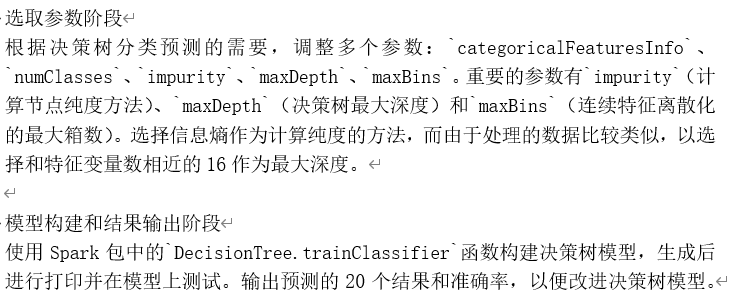 选取参数阶段
根据决策树分类预测的需要，调整多个参数：`categoricalFeaturesInfo`、
`numClasses`、`impurity`、`maxDepth`、`maxBins`。重要的参数有`impurity`（计
算节点纯度方法）、`maxDepth`（决策树最大深度）和`maxBins`（连续特征离散化
的最大箱数）。选择信息熵作为计算纯度的方法，而由于处理的数据比较类似，以选
择和特征变量数相近的 16 作为最大深度。
模型构建和结果输出阶段
使用 Spark 包中的`DecisionTree.trainClassifier`函数构建决策树模型，生成后
进行打印并在模型上测试。输出预测的 20 个结果和准确率，以便改进决策树模型。